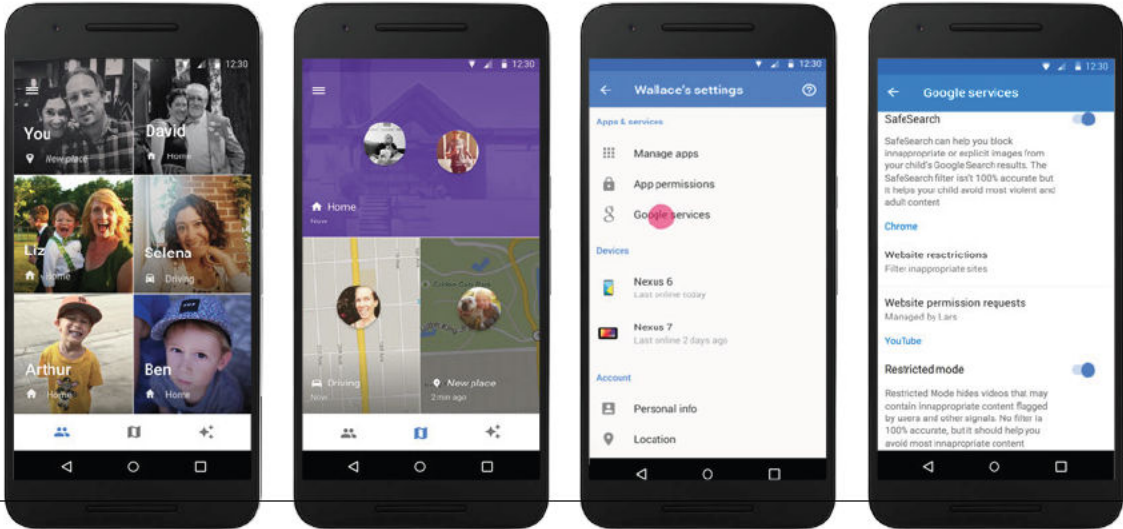 12:30
You
New place
David
Home
Liz
Home
Selena
Driving
Arthur
Home
Ben
Home
12:30
Home
Now
Driving
Now
New place
2 min ago
12:30
Wallace's settings
Apps & services
Manage apps
App permissions
Google services
Devices
Nexus 6
Last online today
Nexus 7
Last online 2 days ago
Account
Personal info
Location
12:30
Google services
SafeSearch
SafeSearch can help you block
innappropriate or explicit images from
your child's Google Search results. The
SafeSearch filter isn't 100% accurate but
it helps your child avoid most violent and
adult content
Chrome
Website resctrictions
Filter inappropriate sites
Website permission requests
Managed by Lars
YouTube
Restricted mode
Restricted Mode hides videos that may
contain innappropriate content flagged
by users and other signals. No filter is
100% accurate, but it should help you
avoid most innapropriate content